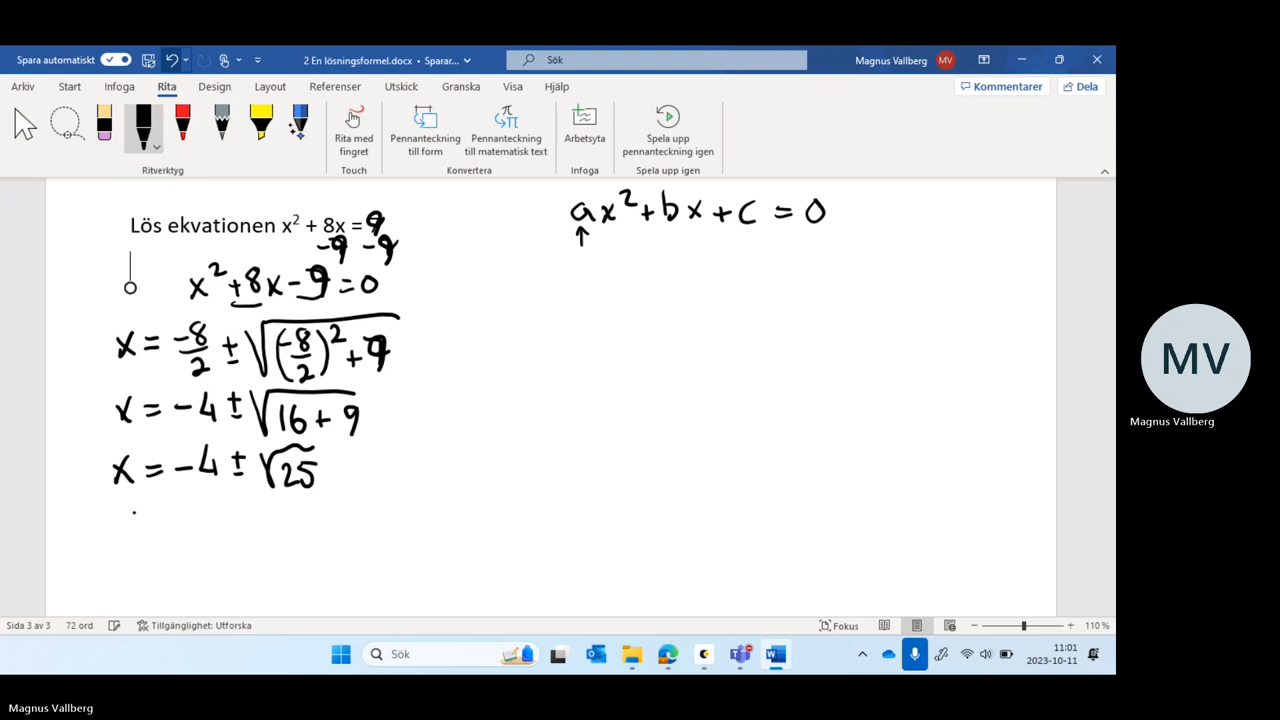 Spara automatiskt
2 En lösningsformel.docx • Sparar...
Sök
Magnus Vallberg MV
Arkiv Start Infoga Rita Design Layout Referenser Utskick Granska Visa Hjälp
Kommentarer Dela
Rita med fingret
Pennanteckning till form
Pennanteckning till matematisk text
Arbetsyta
Spela upp pennanteckning igen
Ritverktyg Touch Konvertera Infoga Spela upp igen
ax² + bx + c = 0
↑
Lös ekvationen x² + 8x = 9
-9 -9
x² + 8x - 9 = 0
x = -8/2 ± √((-8/2)² + 9)
x = -4 ± √(16 + 9)
x = -4 ± √25
MV
Magnus Vallberg
Sida 3 av 3 72 ord Tillgänglighet: Utforska Fokus 110 %
Sök
11:01
2023-10-11
Magnus Vallberg